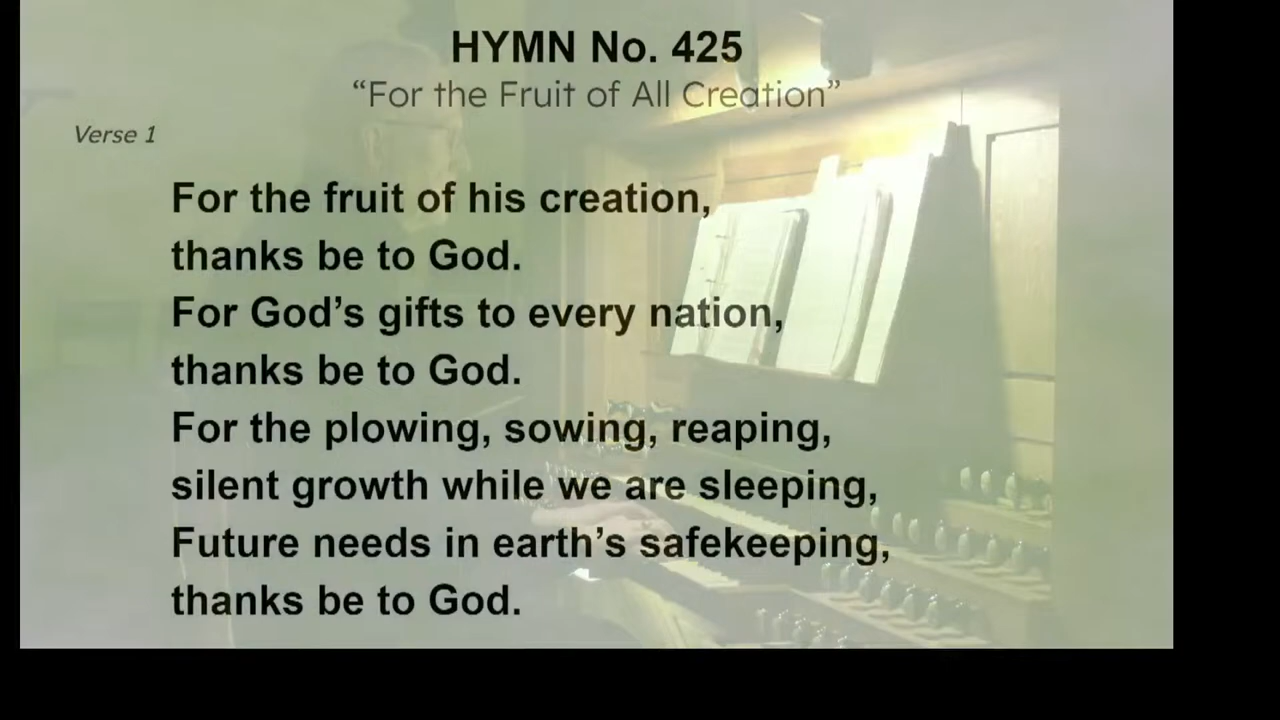 HYMN No. 425
“For the Fruit of All Creation”
Verse 1
For the fruit of his creation,
thanks be to God.
For God’s gifts to every nation,
thanks be to God.
For the plowing, sowing, reaping,
silent growth while we are sleeping,
Future needs in earth’s safekeeping,
thanks be to God.